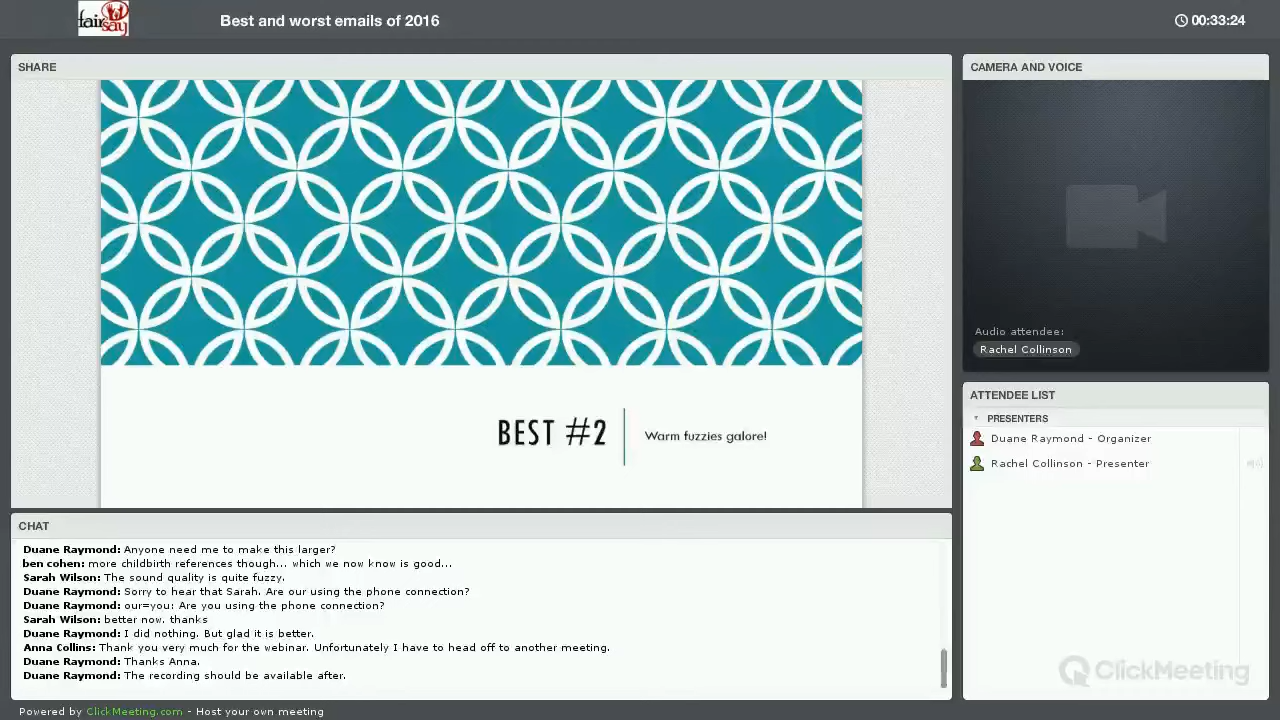 fairsay
Best and worst emails of 2016
00:33:24
SHARE
BEST #2
Warm fuzzies galore!
CHAT
Duane Raymond: Anyone need me to make this larger?
ben cohen: more childbirth references though... which we now know is good...
Sarah Wilson: The sound quality is quite fuzzy.
Duane Raymond: Sorry to hear that Sarah. Are our using the phone connection?
Duane Raymond: our=you: Are you using the phone connection?
Sarah Wilson: better now. thanks
Duane Raymond: I did nothing. But glad it is better.
Anna Collins: Thank you very much for the webinar. Unfortunately I have to head off to another meeting.
Duane Raymond: Thanks Anna.
Duane Raymond: The recording should be available after.
CAMERA AND VOICE
Audio attendee:
Rachel Collinson
ATTENDEE LIST
PRESENTERS
Duane Raymond - Organizer
Rachel Collinson - Presenter
ClickMeeting
Powered by ClickMeeting.com - Host your own meeting